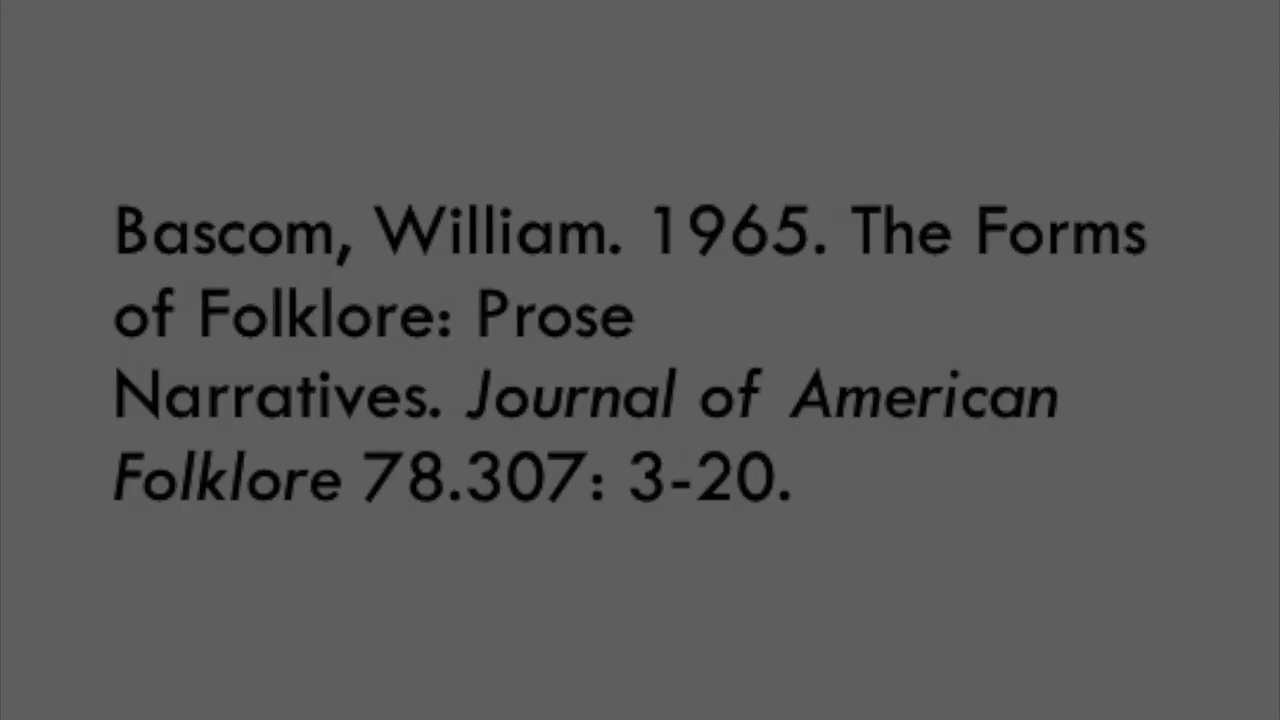 Bascom, William. 1965. The Forms
of Folklore: Prose
Narratives. Journal of American
Folklore 78.307: 3-20.